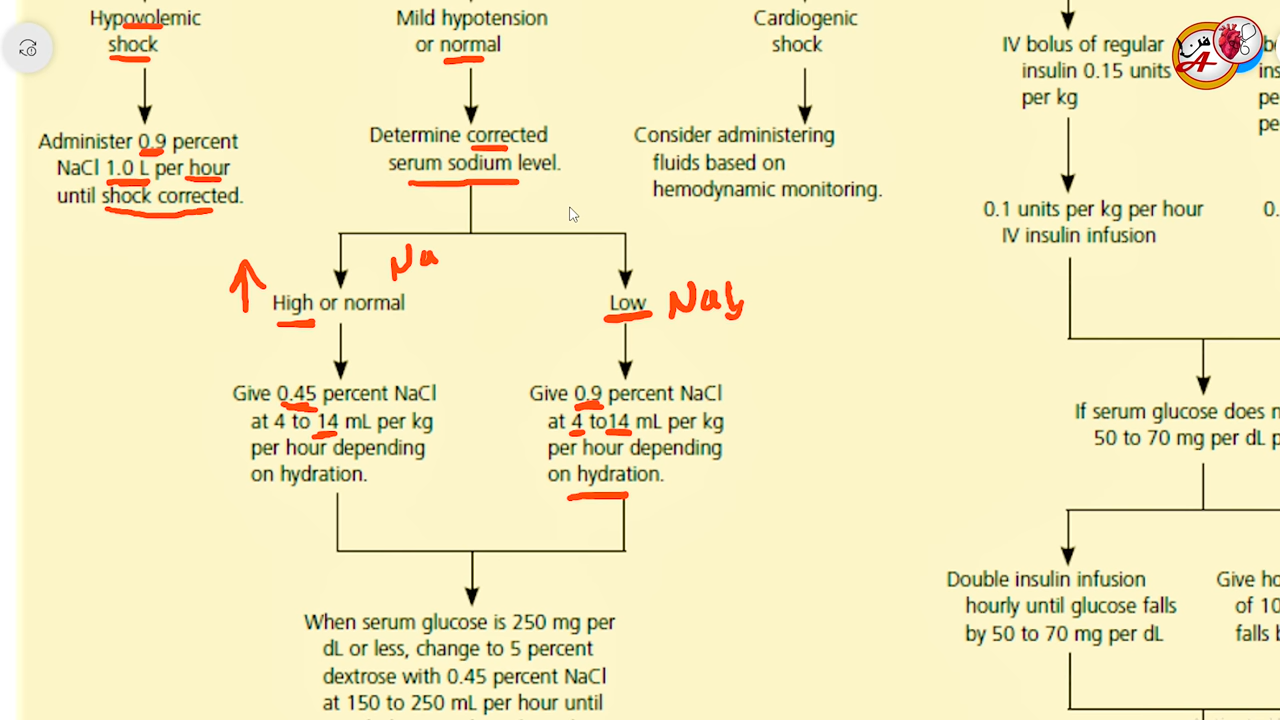 Hypovolemic
shock
Administer 0.9 percent
NaCl 1.0 L per hour
until shock corrected.
Mild hypotension
or normal
Determine corrected
serum sodium level.
Na
High or normal
Give 0.45 percent NaCl
at 4 to 14 mL per kg
per hour depending
on hydration.
Low
Na
Give 0.9 percent NaCl
at 4 to 14 mL per kg
per hour depending
on hydration.
When serum glucose is 250 mg per
dL or less, change to 5 percent
dextrose with 0.45 percent NaCl
at 150 to 250 mL per hour until
Cardiogenic
shock
Consider administering
fluids based on
hemodynamic monitoring.
IV bolus of regular
insulin 0.15 units
per kg
0.1 units per kg per hour
IV insulin infusion
0.
If serum glucose does
50 to 70 mg per dL
Double insulin infusion
hourly until glucose falls
by 50 to 70 mg per dL
Give
of 10
falls
A